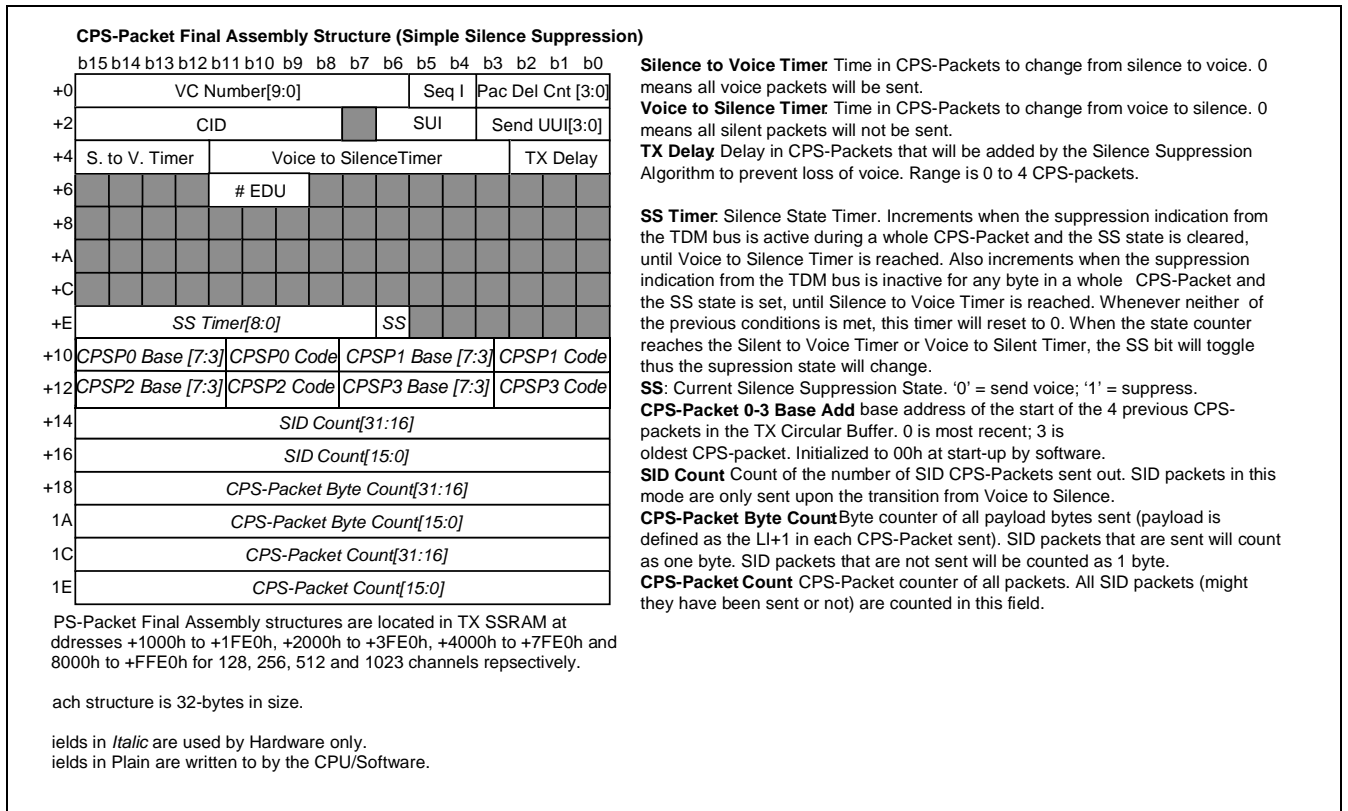 CPS-Packet Final Assembly Structure (Simple Silence Suppression)
b15 b14 b13 b12 b11 b10 b9 b8 b7 b6 b5 b4 b3 b2 b1 b0
+0 VC Number[9:0] Seq I Pac Del Cnt [3:0]
+2 CID SUI Send UUI[3:0]
+4 S. to V. Timer Voice to SilenceTimer TX Delay
+6 # EDU
+8
+A
+C
+E SS Timer[8:0] SS
+10 CPSP0 Base [7:3] CPSP0 Code CPSP1 Base [7:3] CPSP1 Code
+12 CPSP2 Base [7:3] CPSP2 Code CPSP3 Base [7:3] CPSP3 Code
+14 SID Count[31:16]
+16 SID Count[15:0]
+18 CPS-Packet Byte Count[31:16]
1A CPS-Packet Byte Count[15:0]
1C CPS-Packet Count[31:16]
1E CPS-Packet Count[15:0]
PS-Packet Final Assembly structures are located in TX SSRAM at
ddresses +1000h to +1FE0h, +2000h to +3FE0h, +4000h to +7FE0h and
8000h to +FFE0h for 128, 256, 512 and 1023 channels repsectively.
ach structure is 32-bytes in size.
ields in Italic are used by Hardware only.
ields in Plain are written to by the CPU/Software.
Silence to Voice Timer: Time in CPS-Packets to change from silence to voice. 0
means all voice packets will be sent.
Voice to Silence Timer: Time in CPS-Packets to change from voice to silence. 0
means all silent packets will not be sent.
TX Delay: Delay in CPS-Packets that will be added by the Silence Suppression
Algorithm to prevent loss of voice. Range is 0 to 4 CPS-packets.
SS Timer: Silence State Timer. Increments when the suppression indication from
the TDM bus is active during a whole CPS-Packet and the SS state is cleared,
until Voice to Silence Timer is reached. Also increments when the suppression
indication from the TDM bus is inactive for any byte in a whole CPS-Packet and
the SS state is set, until Silence to Voice Timer is reached. Whenever neither of
the previous conditions is met, this timer will reset to 0. When the state counter
reaches the Silent to Voice Timer or Voice to Silent Timer, the SS bit will toggle
thus the supression state will change.
SS: Current Silence Suppression State. ‘0’ = send voice; ‘1’ = suppress.
CPS-Packet 0-3 Base Add base address of the start of the 4 previous CPS-
packets in the TX Circular Buffer. 0 is most recent; 3 is
oldest CPS-packet. Initialized to 00h at start-up by software.
SID Count Count of the number of SID CPS-Packets sent out. SID packets in this
mode are only sent upon the transition from Voice to Silence.
CPS-Packet Byte Count: Byte counter of all payload bytes sent (payload is
defined as the LI+1 in each CPS-Packet sent). SID packets that are sent will count
as one byte. SID packets that are not sent will be counted as 1 byte.
CPS-Packet Count CPS-Packet counter of all packets. All SID packets (might
they have been sent or not) are counted in this field.